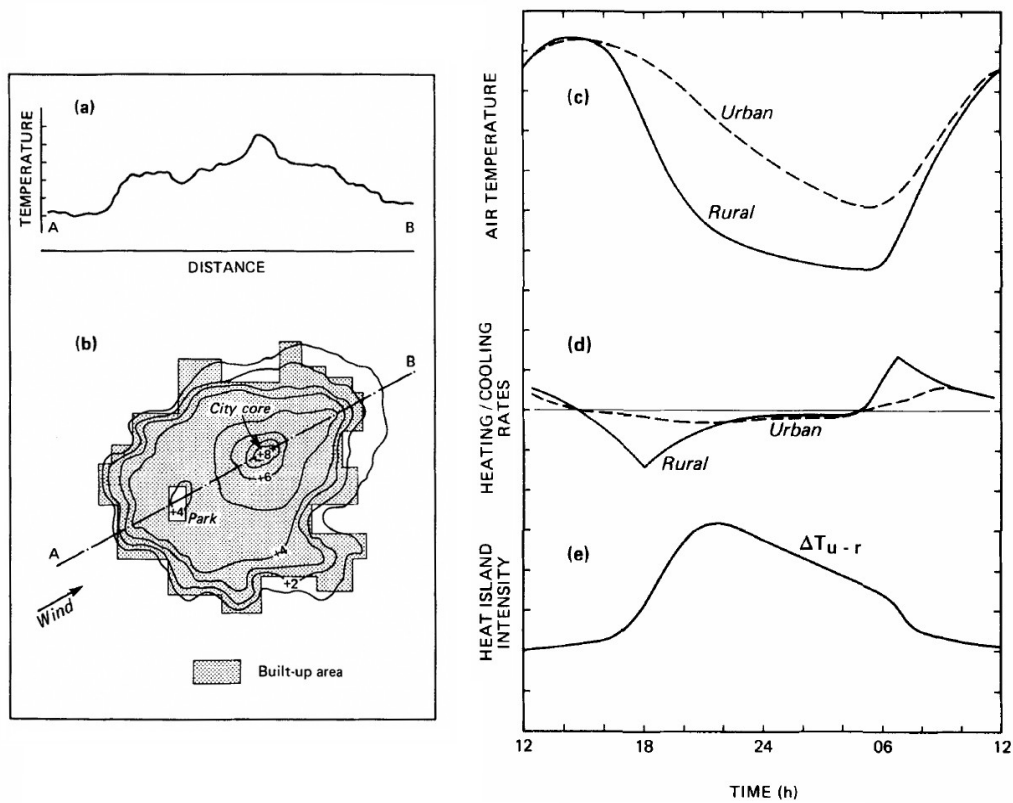 (a)
TEMPERATURE
A
B
DISTANCE
(b)
B
City core
+8
+6
+4
Park
A
+4
+2
Wind
Built-up area
(c)
AIR TEMPERATURE
Urban
Rural
(d)
HEATING/COOLING
RATES
Urban
Rural
(e)
HEAT ISLAND
INTENSITY
ΔTu - r
12
18
24
06
12
TIME (h)